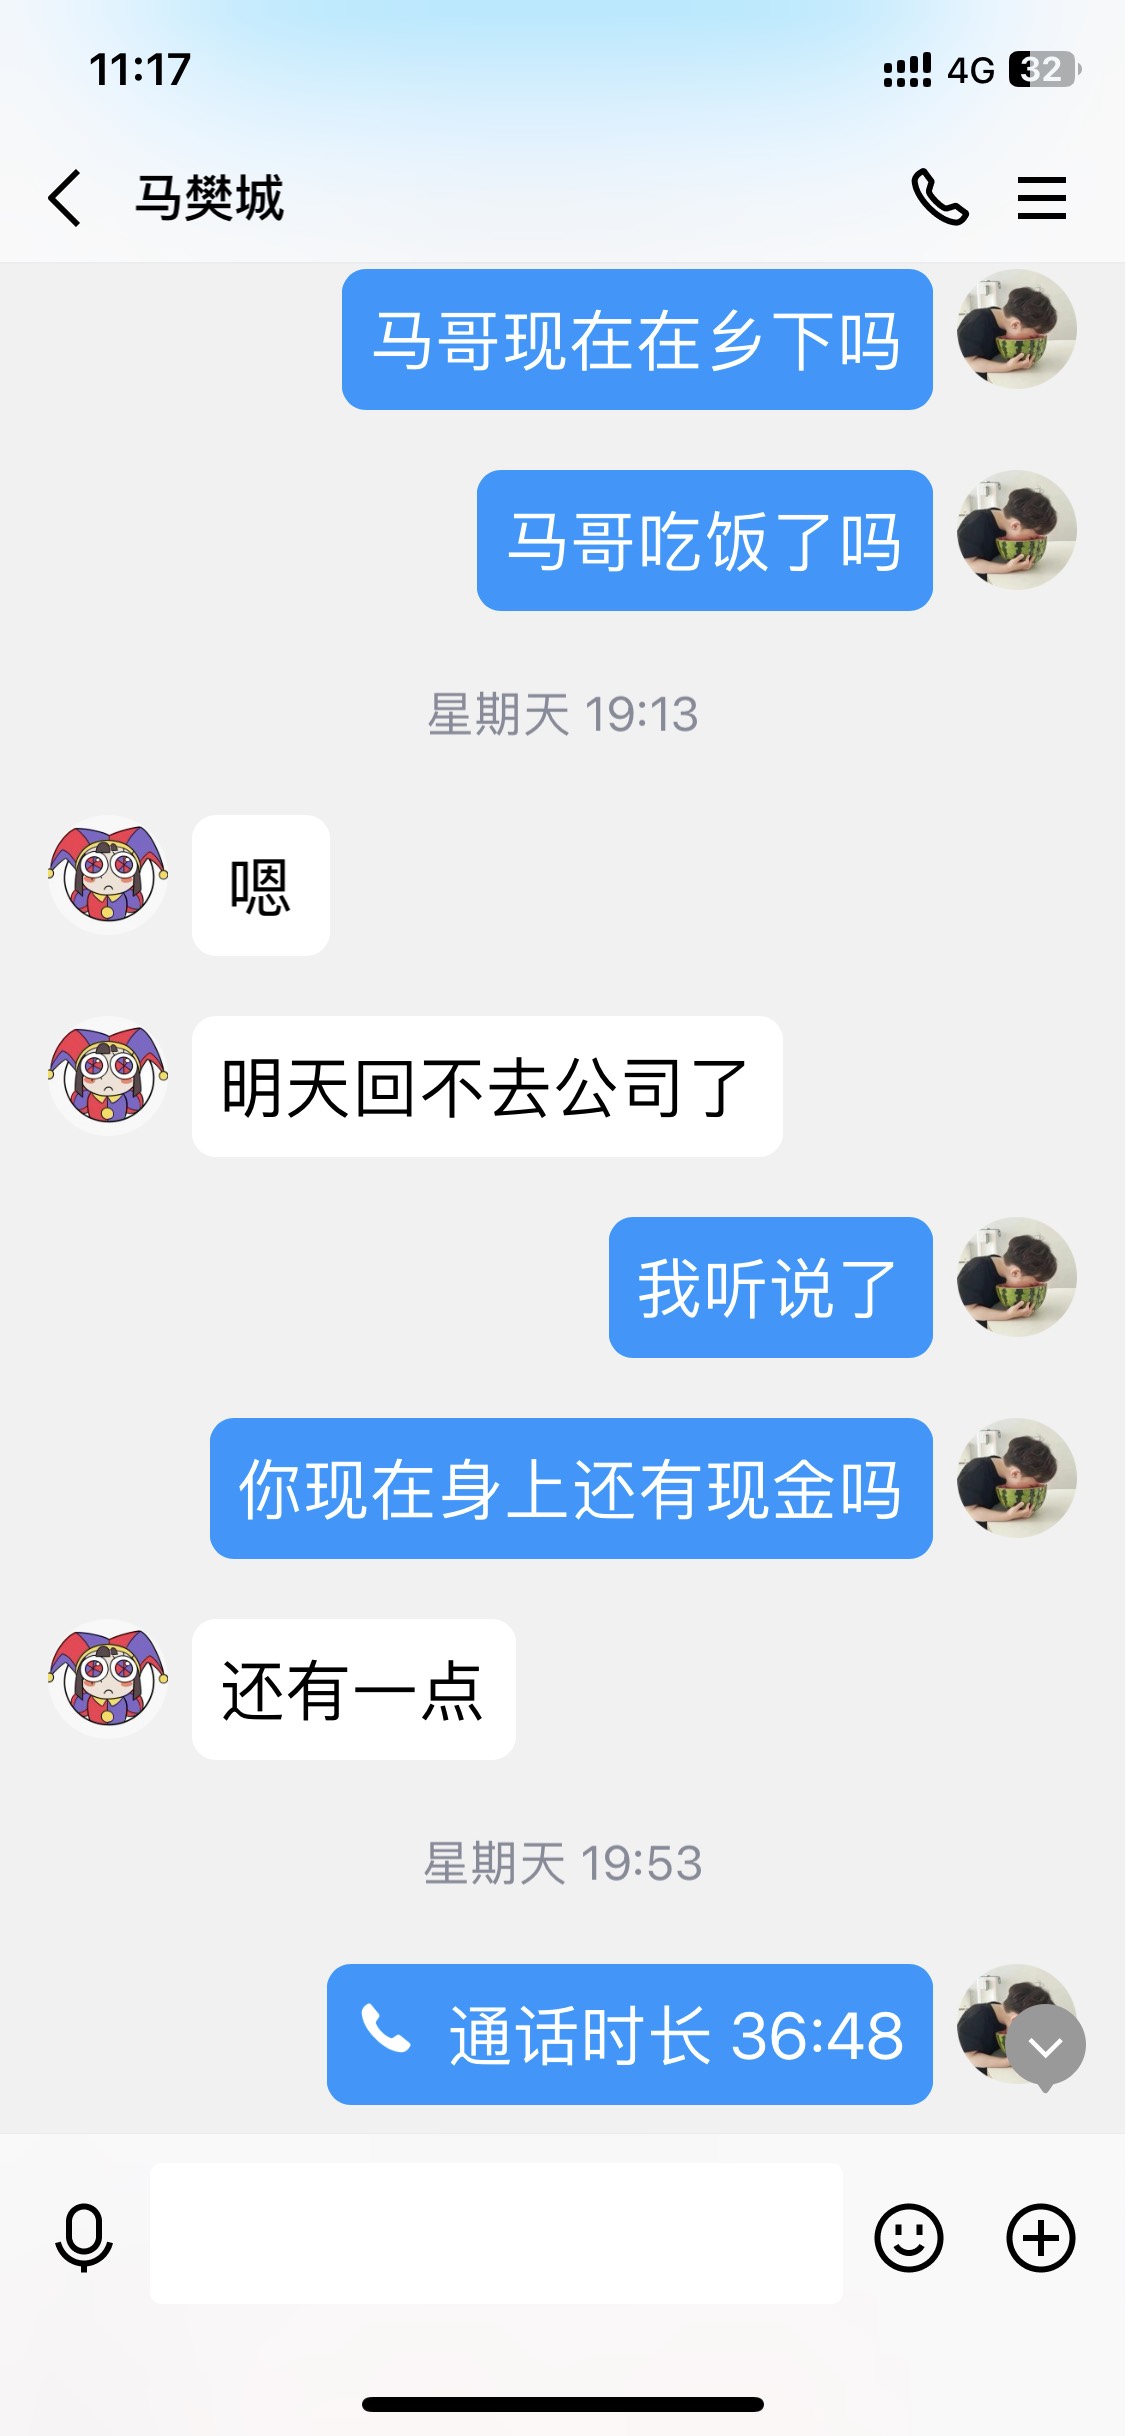 11:17
4G 32
马樊城
马哥现在在乡下吗
马哥吃饭了吗
星期天 19:13
嗯
明天回不去公司了
我听说了
你现在身上还有现金吗
还有一点
星期天 19:53
通话时长 36:48